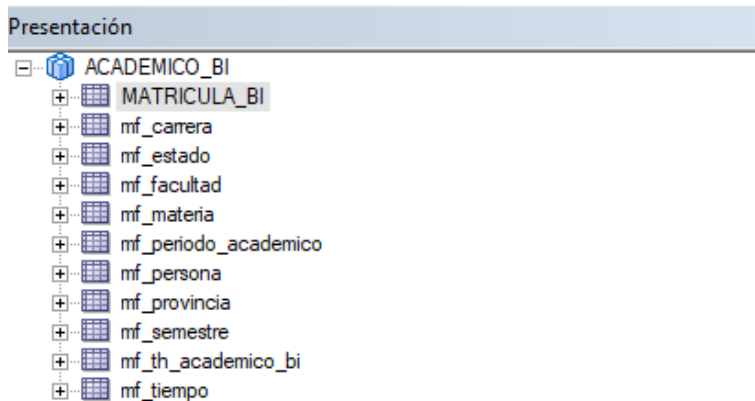 Presentación
ACADEMICO_BI
MATRICULA_BI
mf_carrera
mf_estado
mf_facultad
mf_materia
mf_periodo_academico
mf_persona
mf_provincia
mf_semestre
mf_th_academico_bi
mf_tiempo